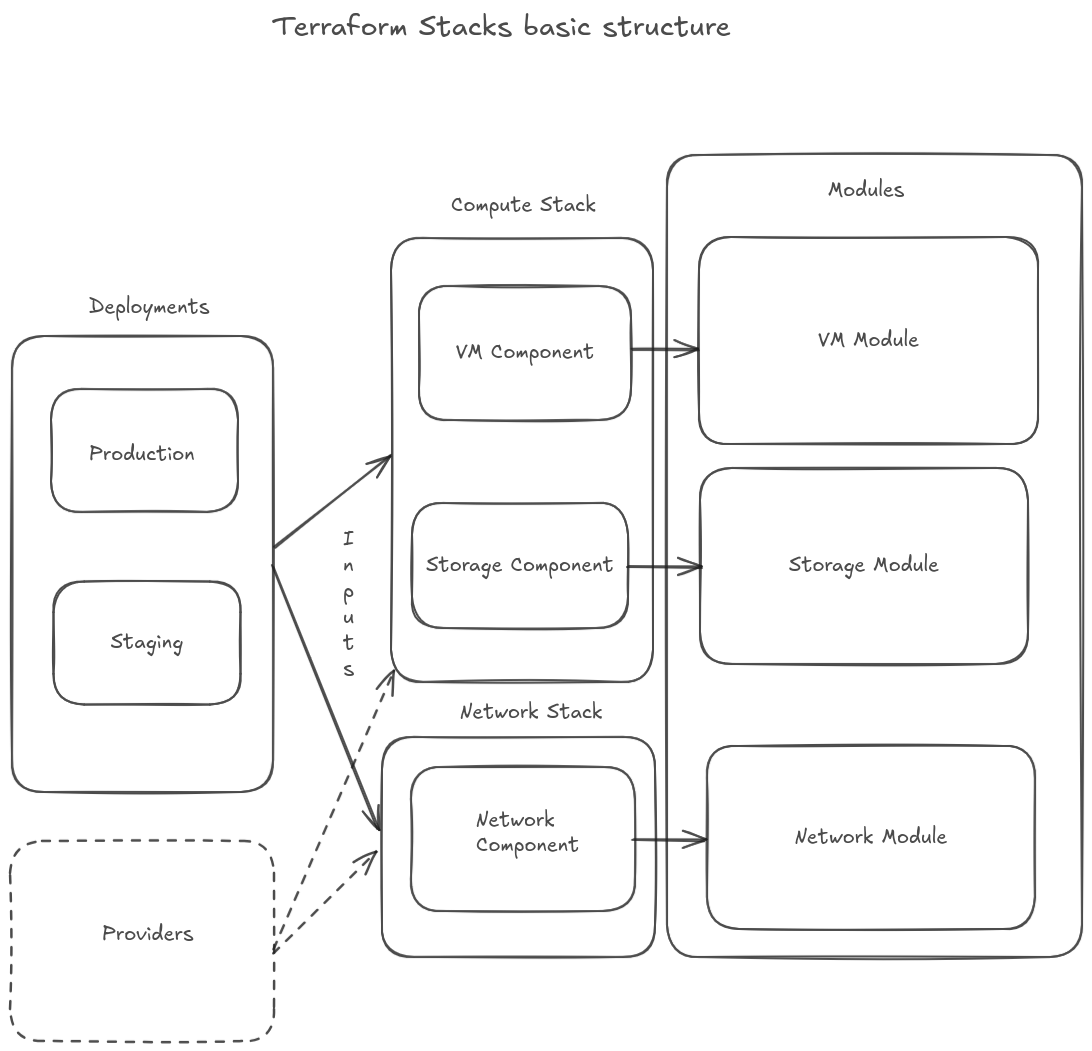 Terraform Stacks basic structure
Modules
Compute Stack
VM Component
VM Module
Deployments
Production
Storage Component
Storage Module
Inputs
Staging
Network Stack
Network
Component
Network Module
Providers